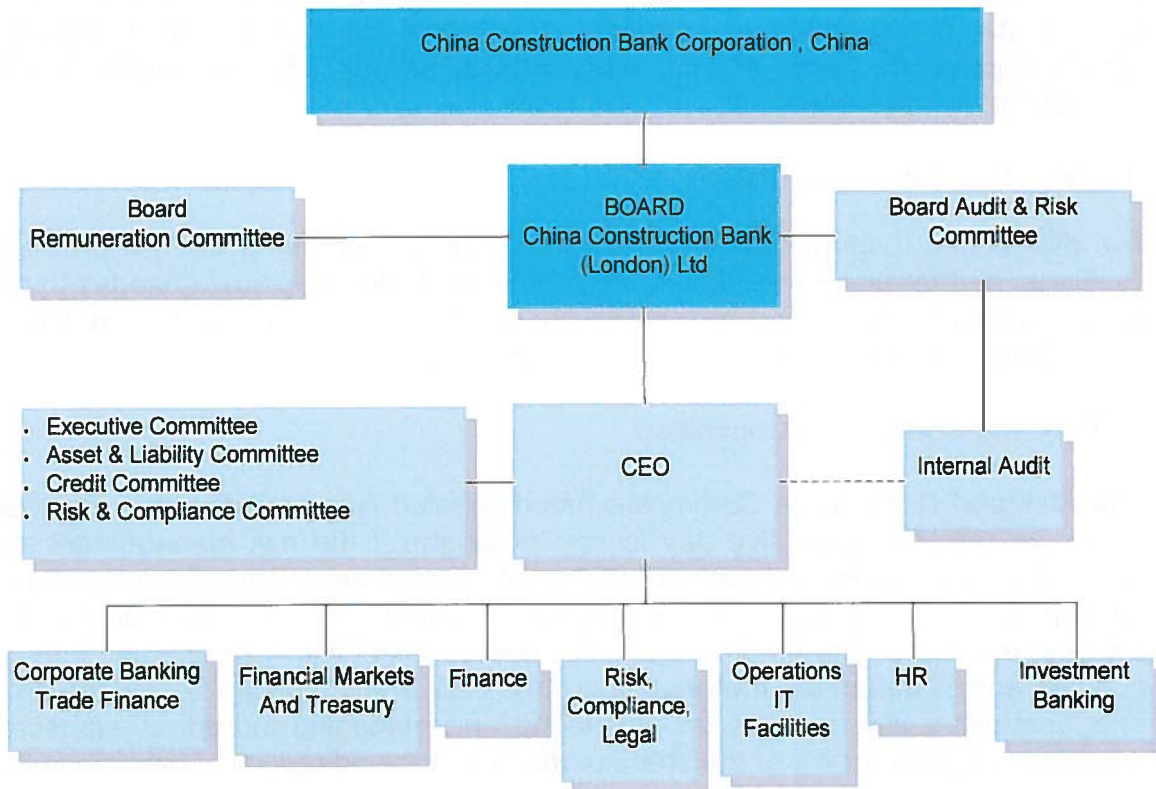 China Construction Bank Corporation , China
Board
Remuneration Committee
BOARD
China Construction Bank
(London) Ltd
Board Audit & Risk
Committee
• Executive Committee
• Asset & Liability Committee
• Credit Committee
• Risk & Compliance Committee
CEO
Internal Audit
Corporate Banking
Trade Finance
Financial Markets
And Treasury
Finance
Risk,
Compliance,
Legal
Operations
IT
Facilities
HR
Investment
Banking